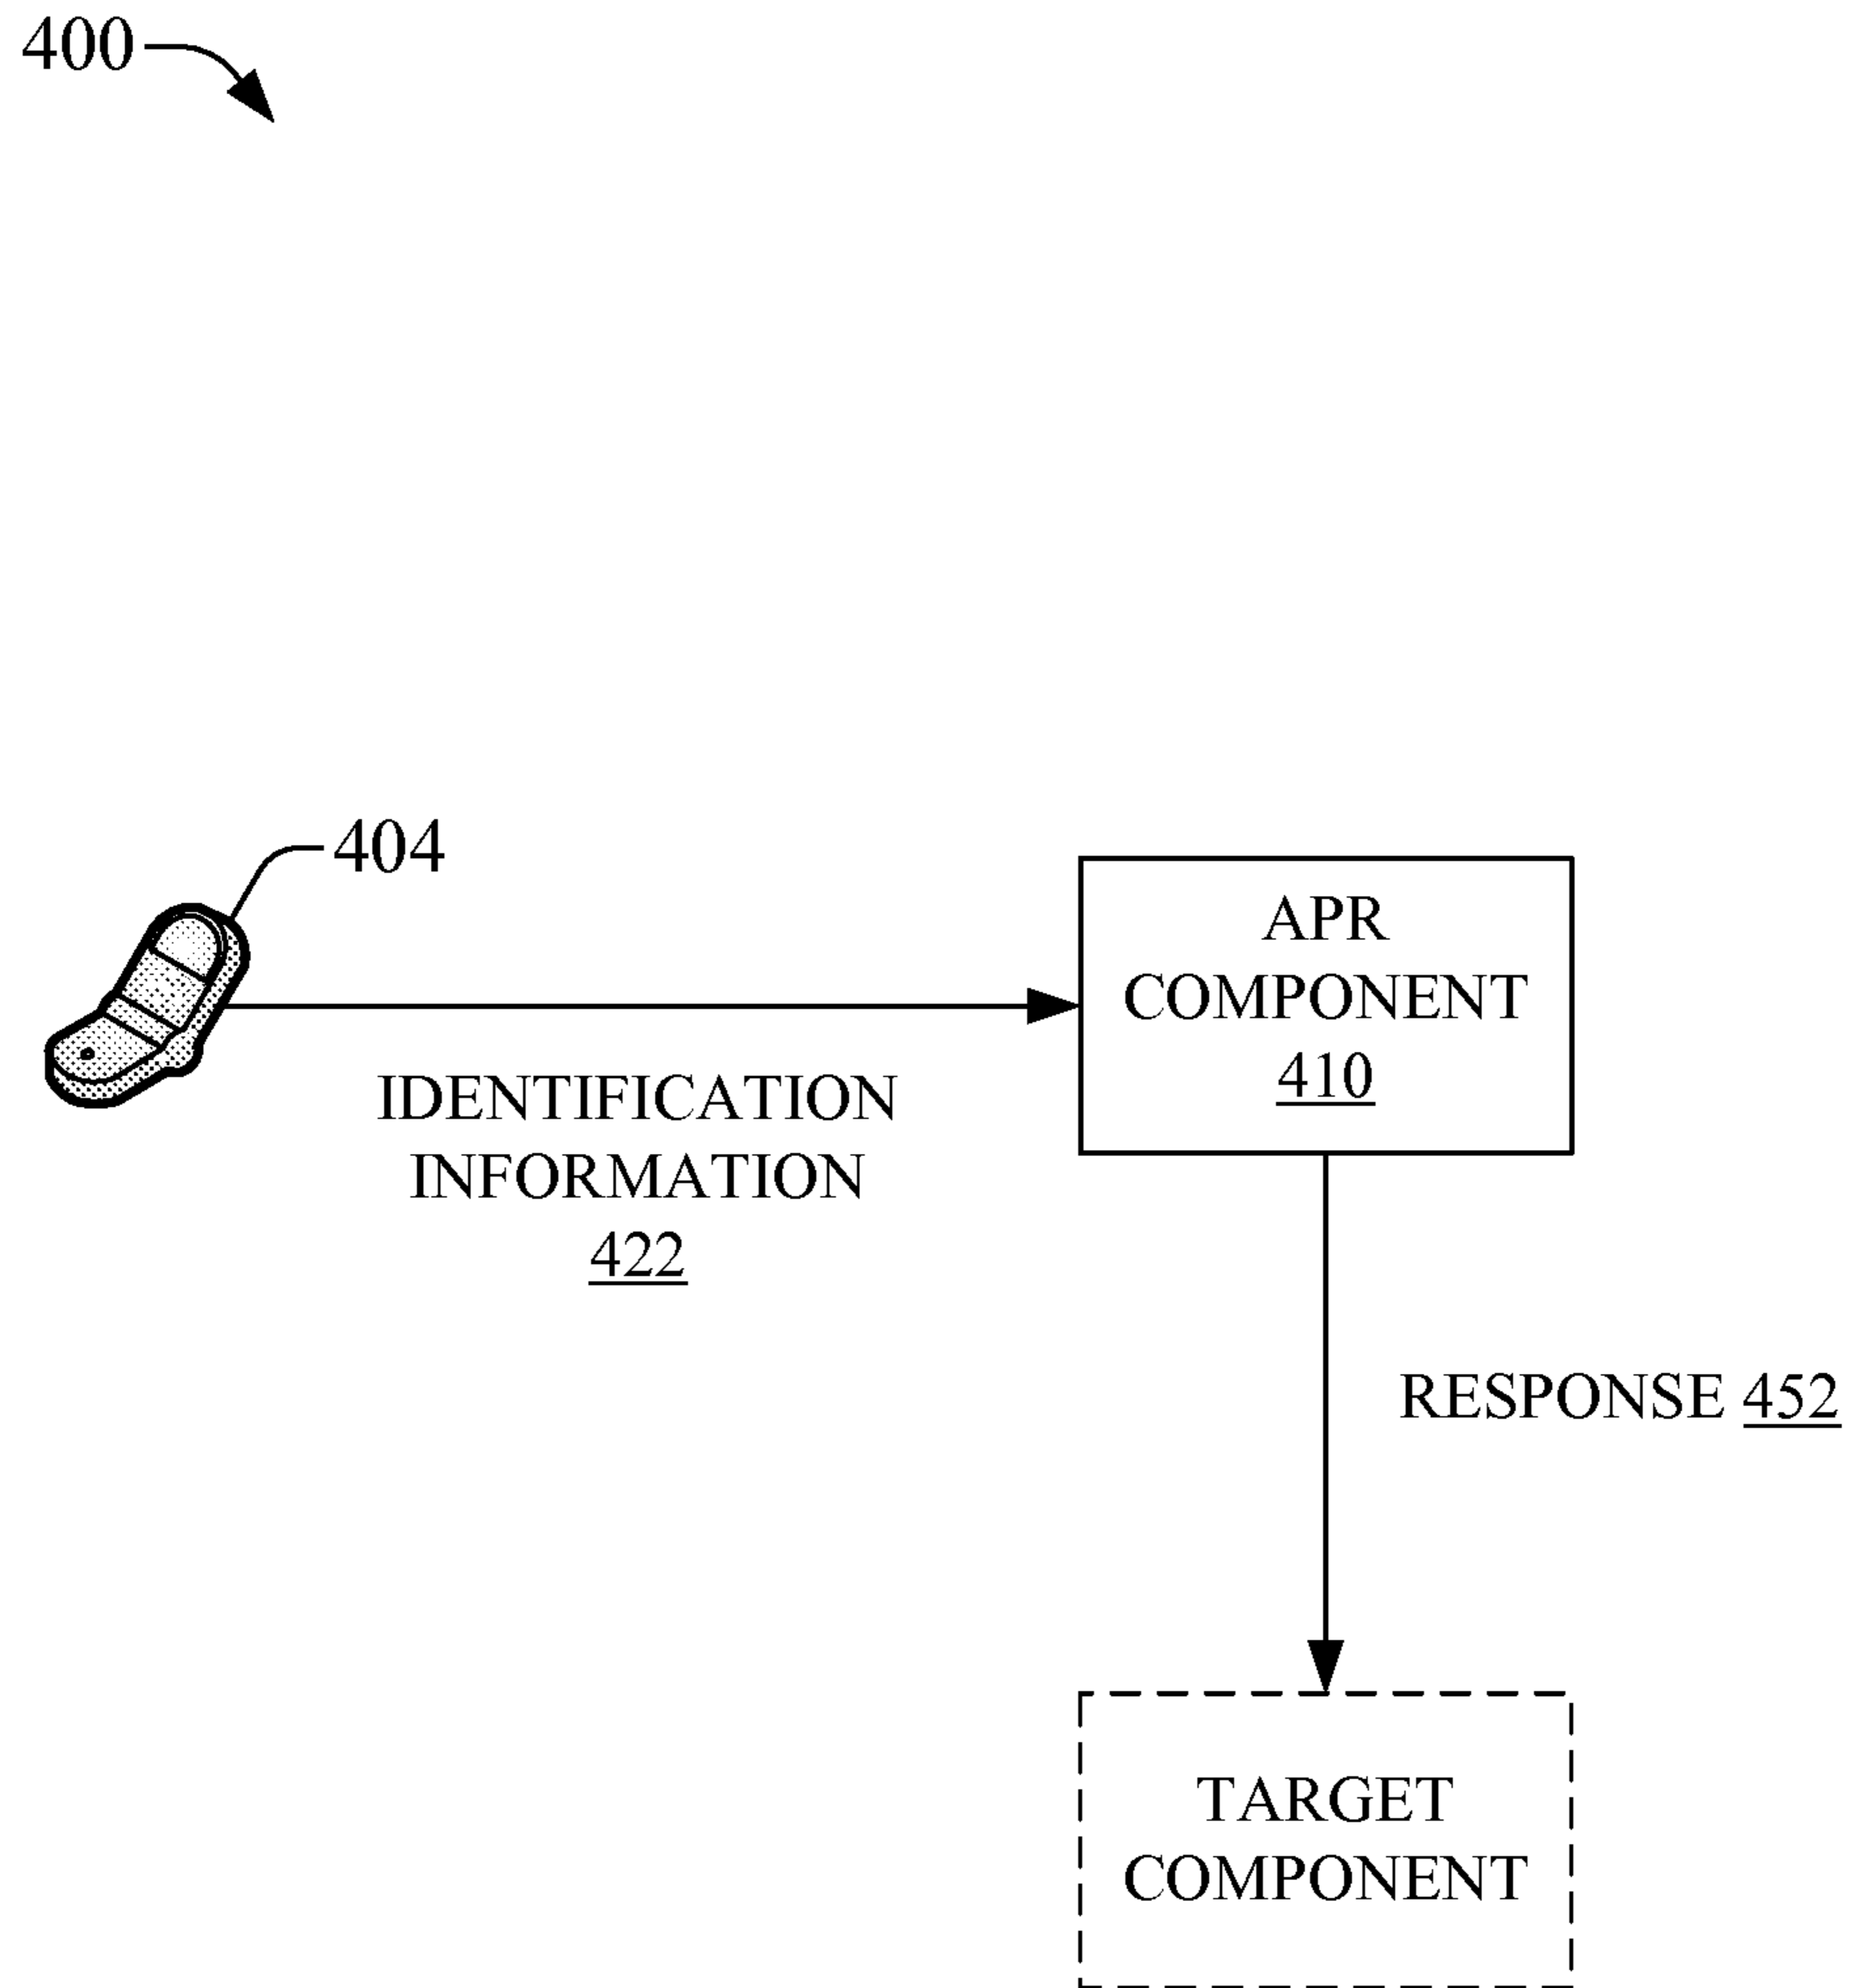 400
404
APR
COMPONENT
410
IDENTIFICATION
INFORMATION
422
RESPONSE 452
TARGET
COMPONENT